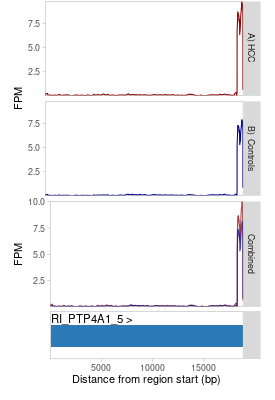 7.5
5.0
2.5
A) HCC
FPM
7.5
5.0
2.5
B) Controls
10.0
7.5
5.0
2.5
Combined
FPM
RI_PTP4A1_5 >
5000 10000 15000
Distance from region start (bp)